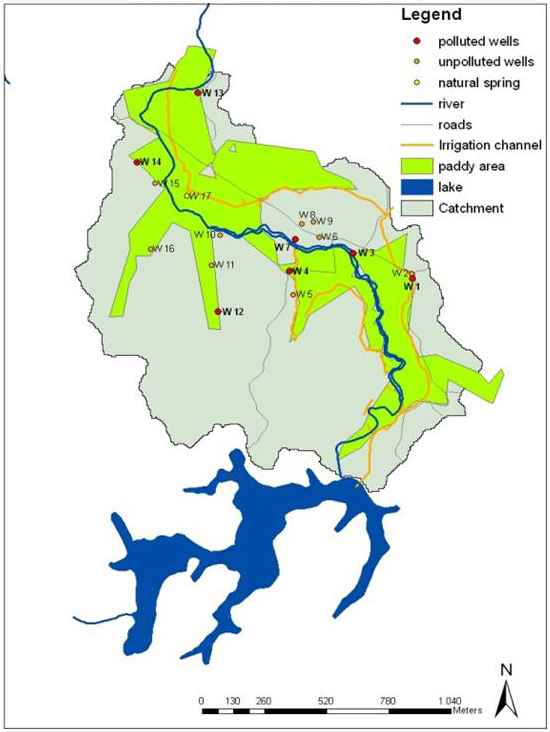 Legend
polluted wells
unpolluted wells
natural spring
river
roads
Irrigation channel
paddy area
lake
Catchment
W 13
W 14
W 15
W 17
W 8
W 9
W 10
W 6
W 7
W 16
W 3
W 11
W 4
W 2
W 1
W 5
W 12
N
0 130 260 520 780 1.040
Meters